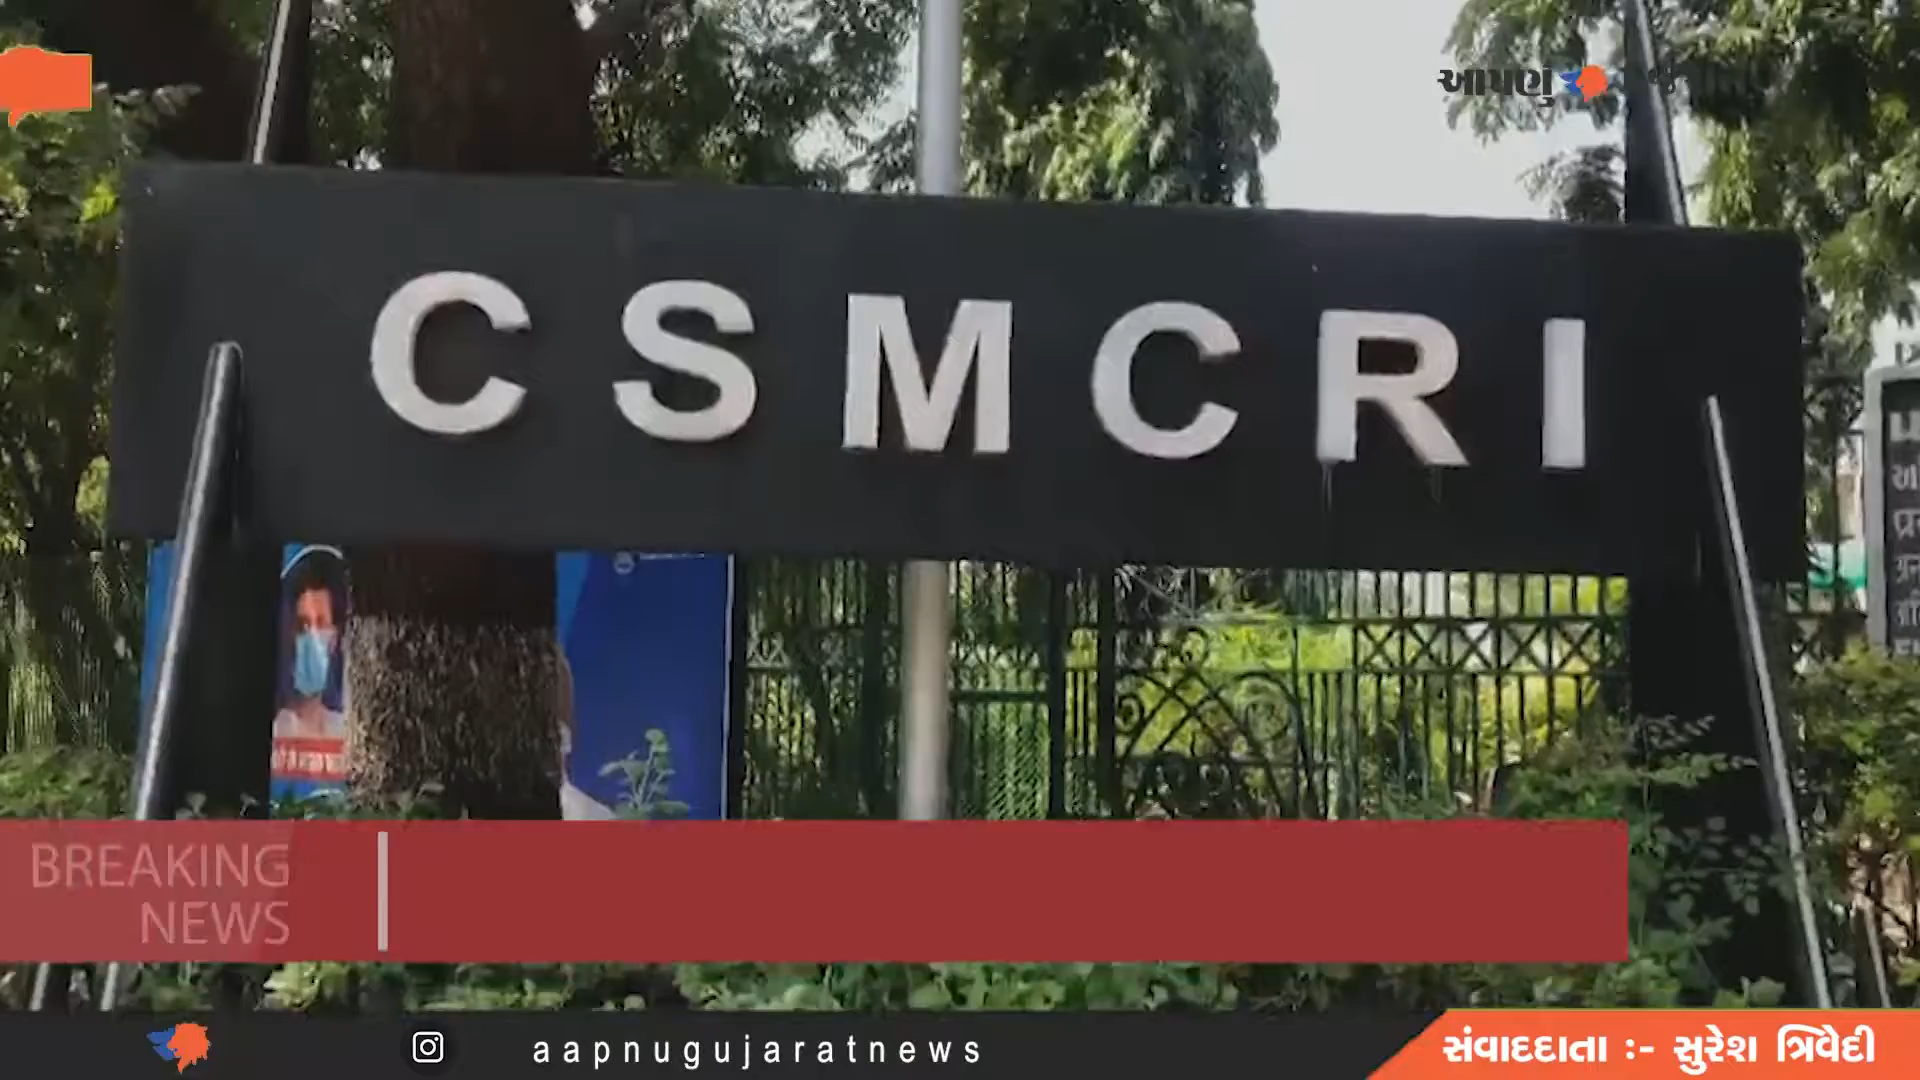 આપણું
CSMCRI
BREAKING
NEWS
aapnugujaratnews
સંવાદદાતા :- સુરેશ ત્રિવેદી